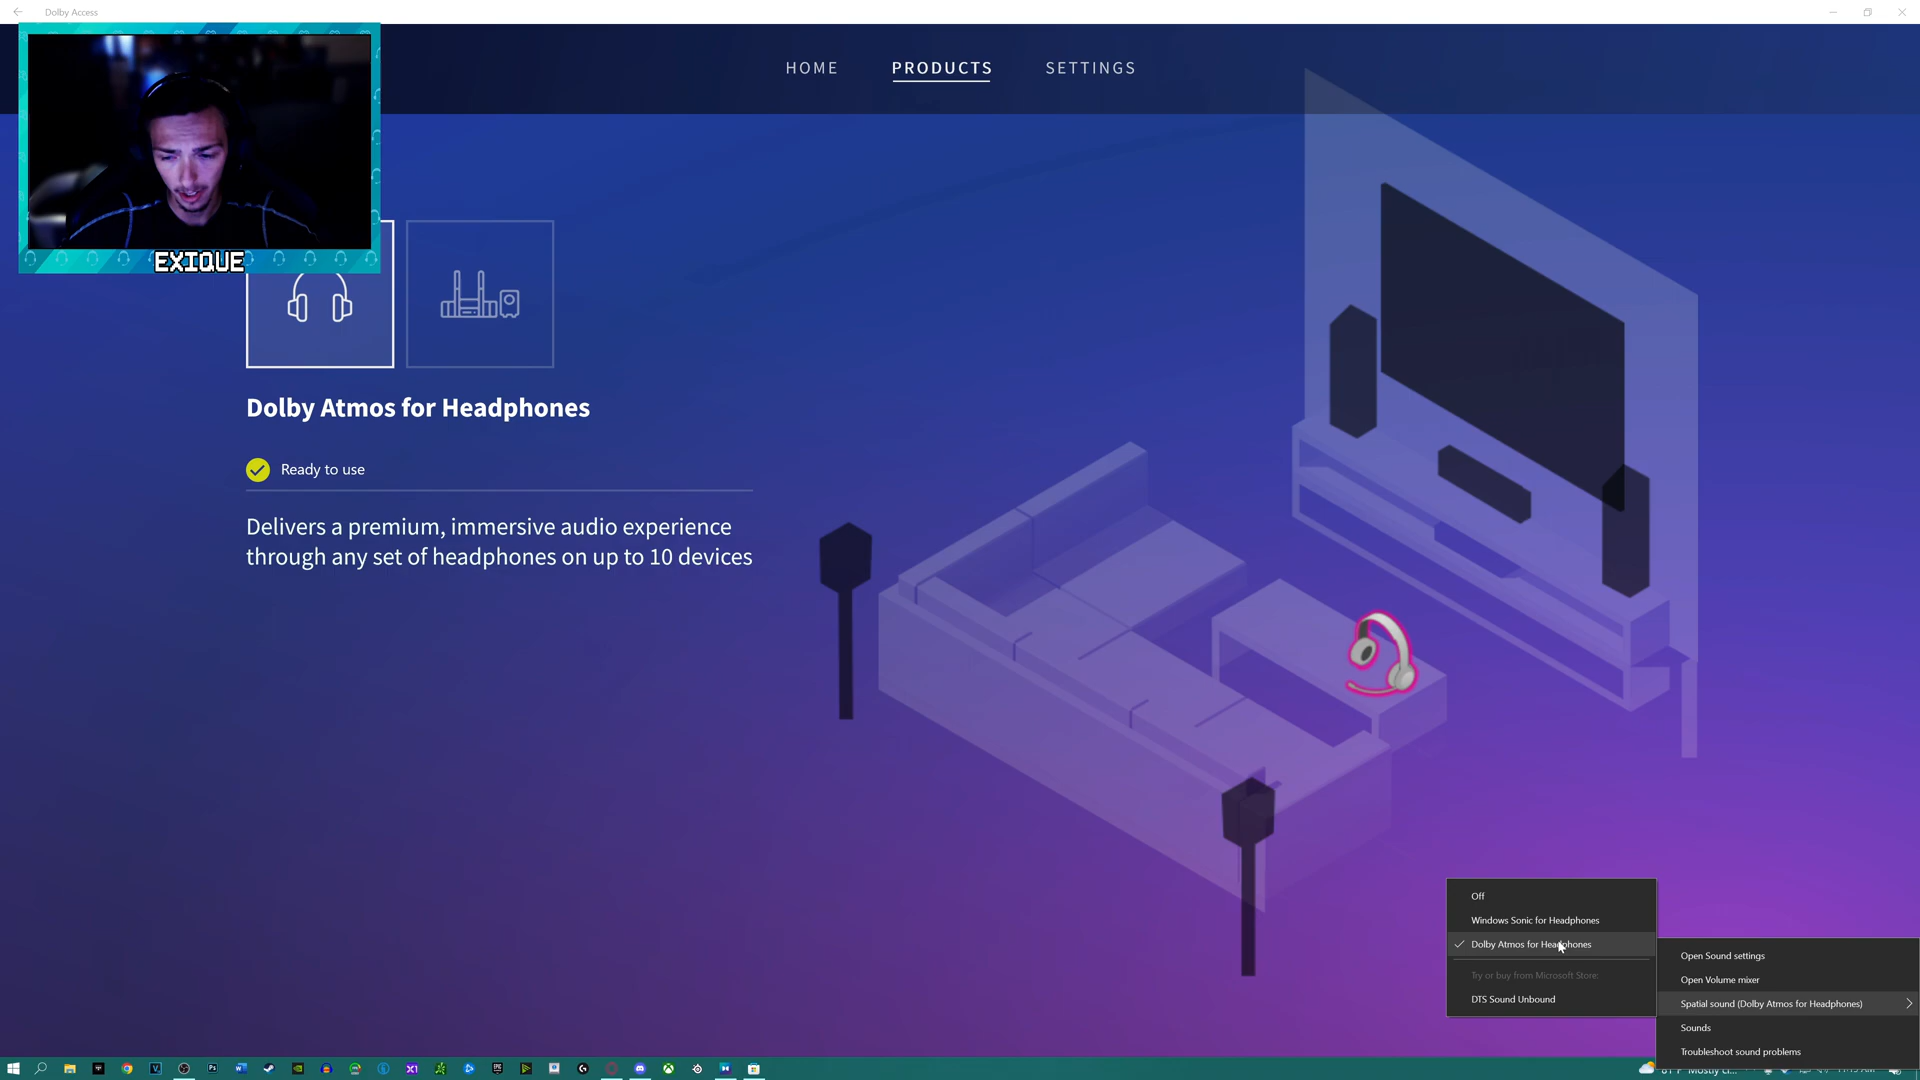 Dolby Access
HOME
PRODUCTS
SETTINGS
EXIQUE
Dolby Atmos for Headphones
Ready to use
Delivers a premium, immersive audio experience
through any set of headphones on up to 10 devices
Off
Windows Sonic for Headphones
Dolby Atmos for Headphones
Try or buy from Microsoft Store:
DTS Sound Unbound
Open Sound settings
Open Volume mixer
Spatial sound (Dolby Atmos for Headphones)
Sounds
Troubleshoot sound problems